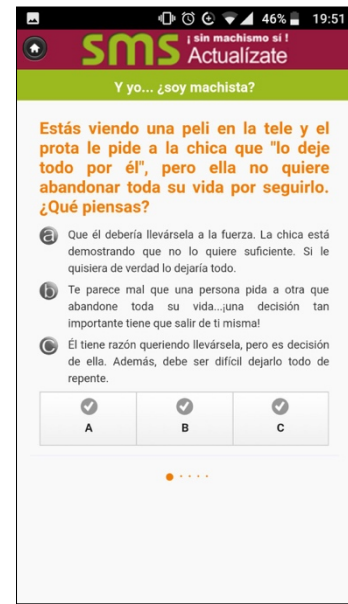 46% 19:51
sms ¡sin machismo sí!
Actualízate
Y yo... ¿soy machista?
Estás viendo una peli en la tele y el
prota le pide a la chica que "lo deje
todo por él", pero ella no quiere
abandonar toda su vida por seguirlo.
¿Qué piensas?
a Que él debería llevársela a la fuerza. La chica está
demostrando que no lo quiere suficiente. Si le
quisiera de verdad lo dejaría todo.
b Te parece mal que una persona pida a otra que
abandone toda su vida...¡una decisión tan
importante tiene que salir de ti misma!
c Él tiene razón queriendo llevársela, pero es decisión
de ella. Además, debe ser difícil dejarlo todo de
repente.
A B C